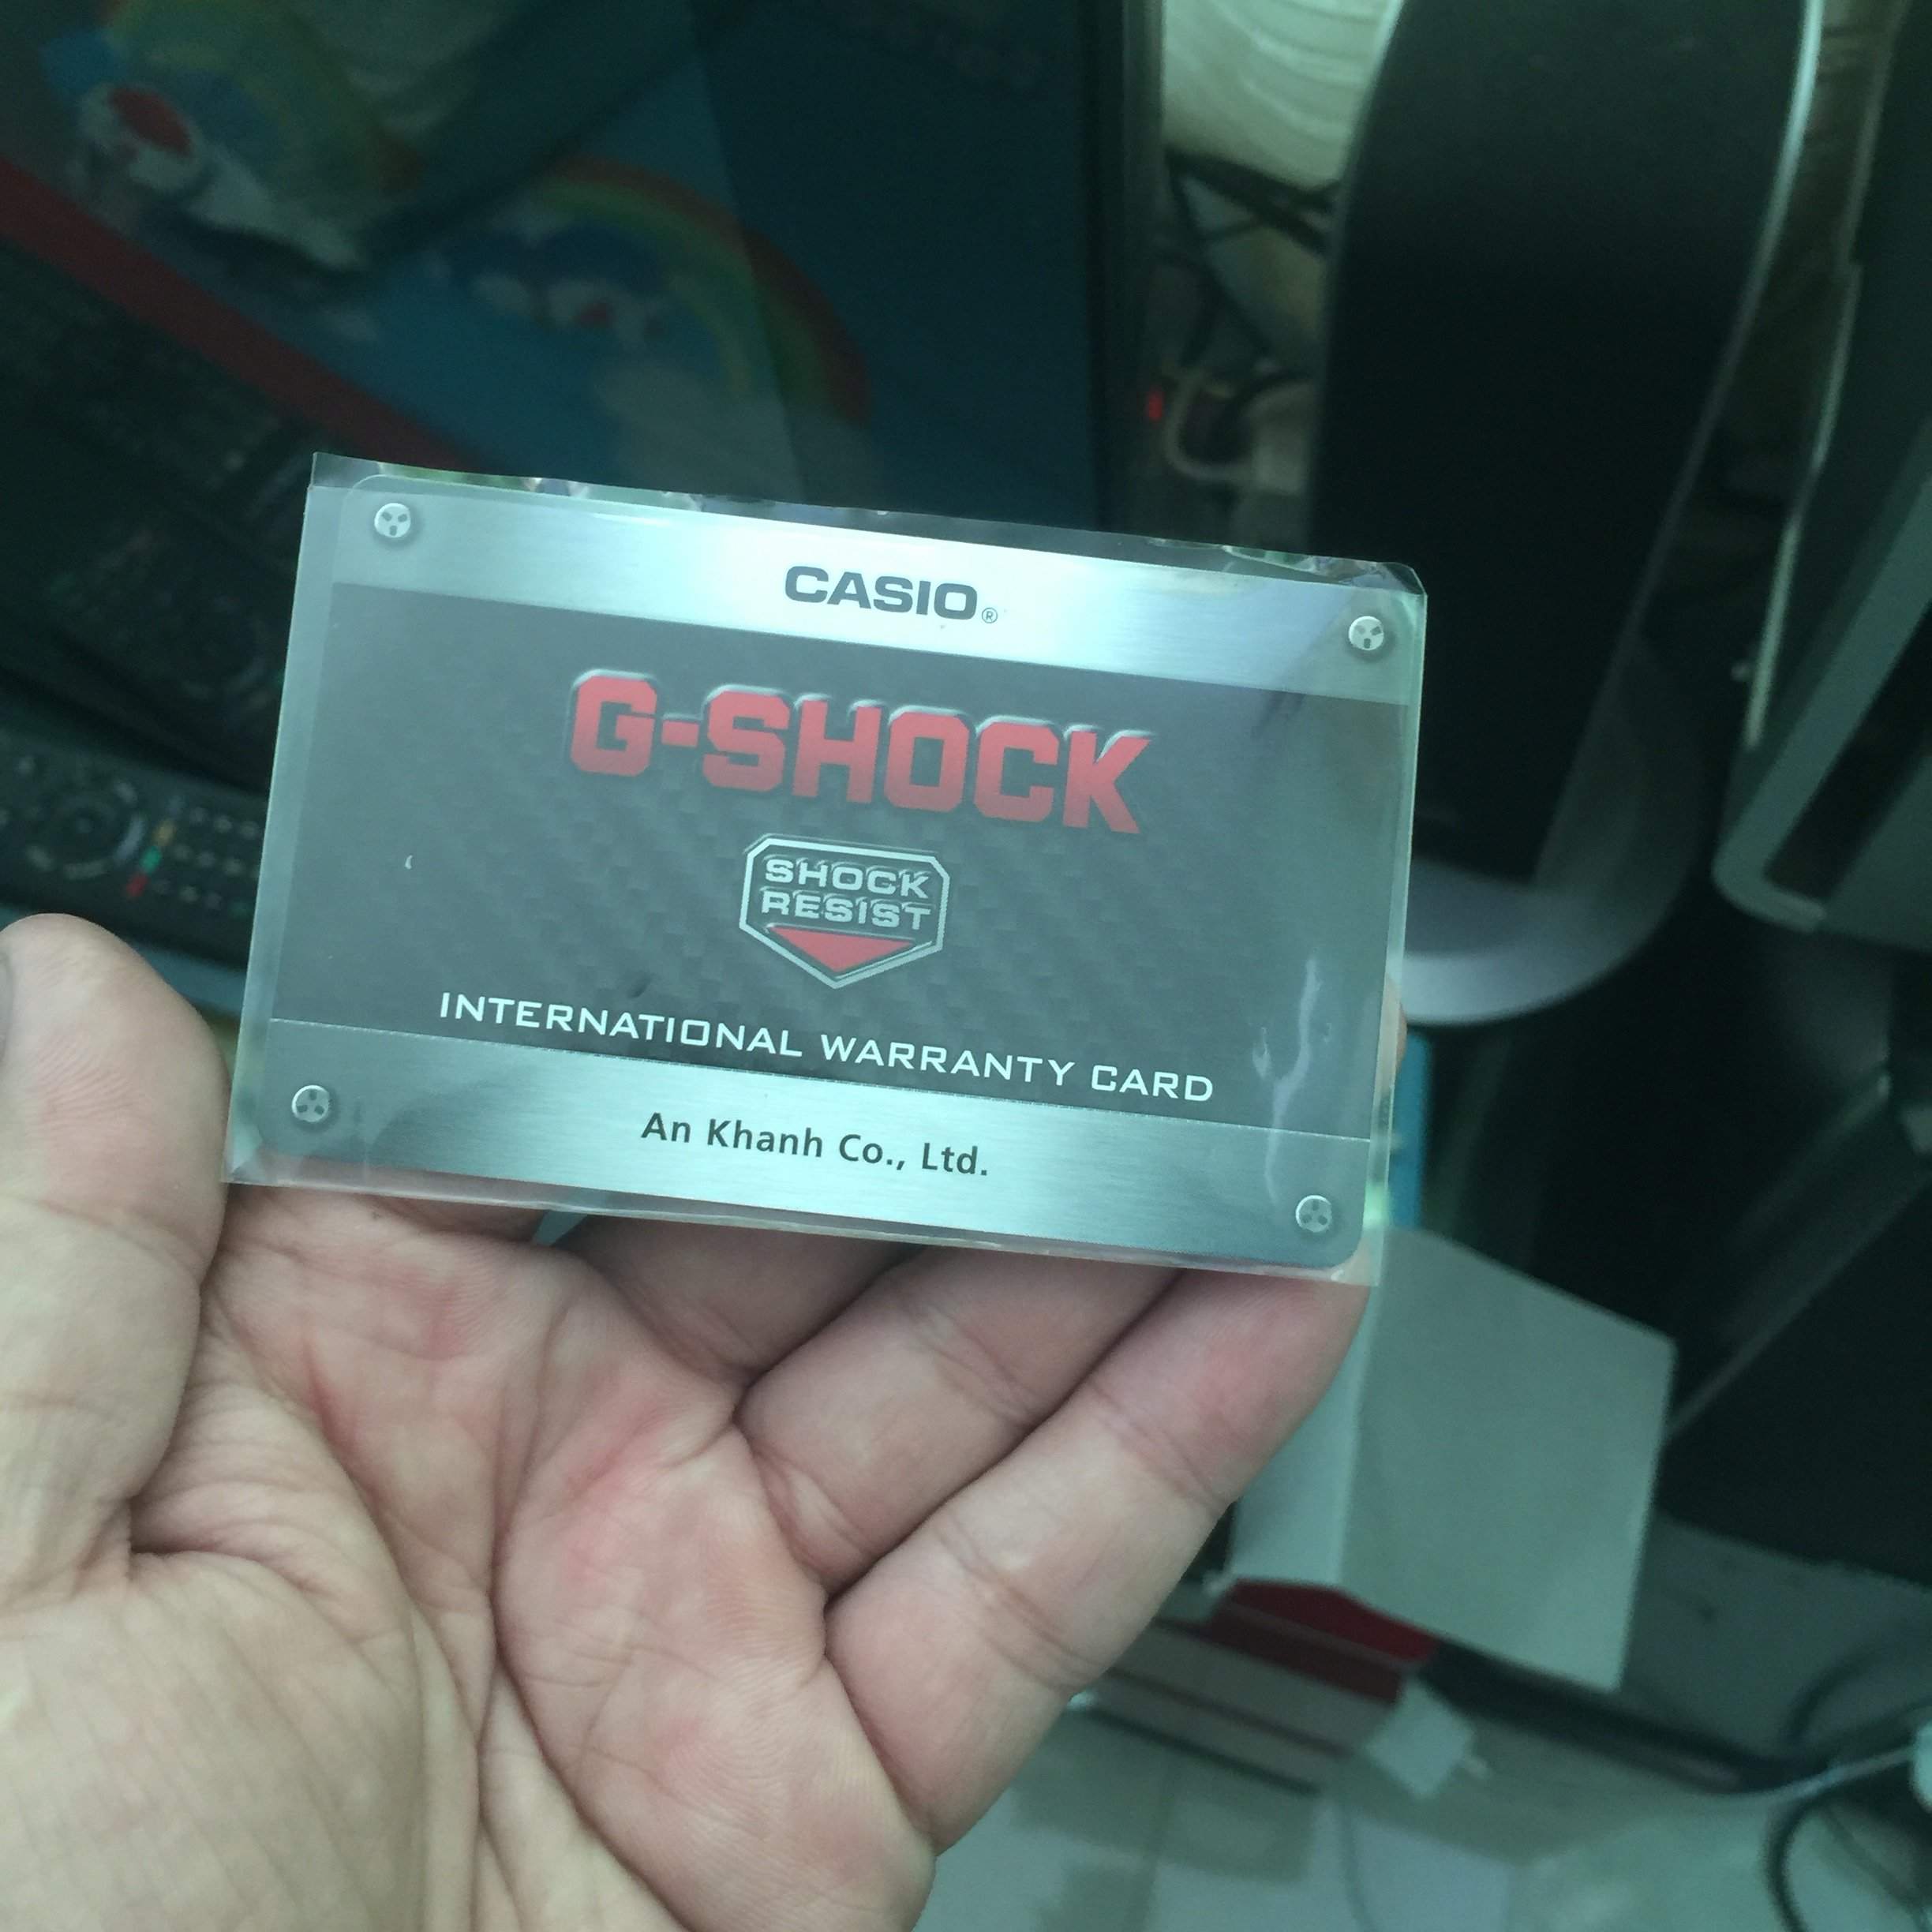 CASIO®
G-SHOCK
SHOCK
RESIST
INTERNATIONAL WARRANTY CARD
An Khanh Co., Ltd.